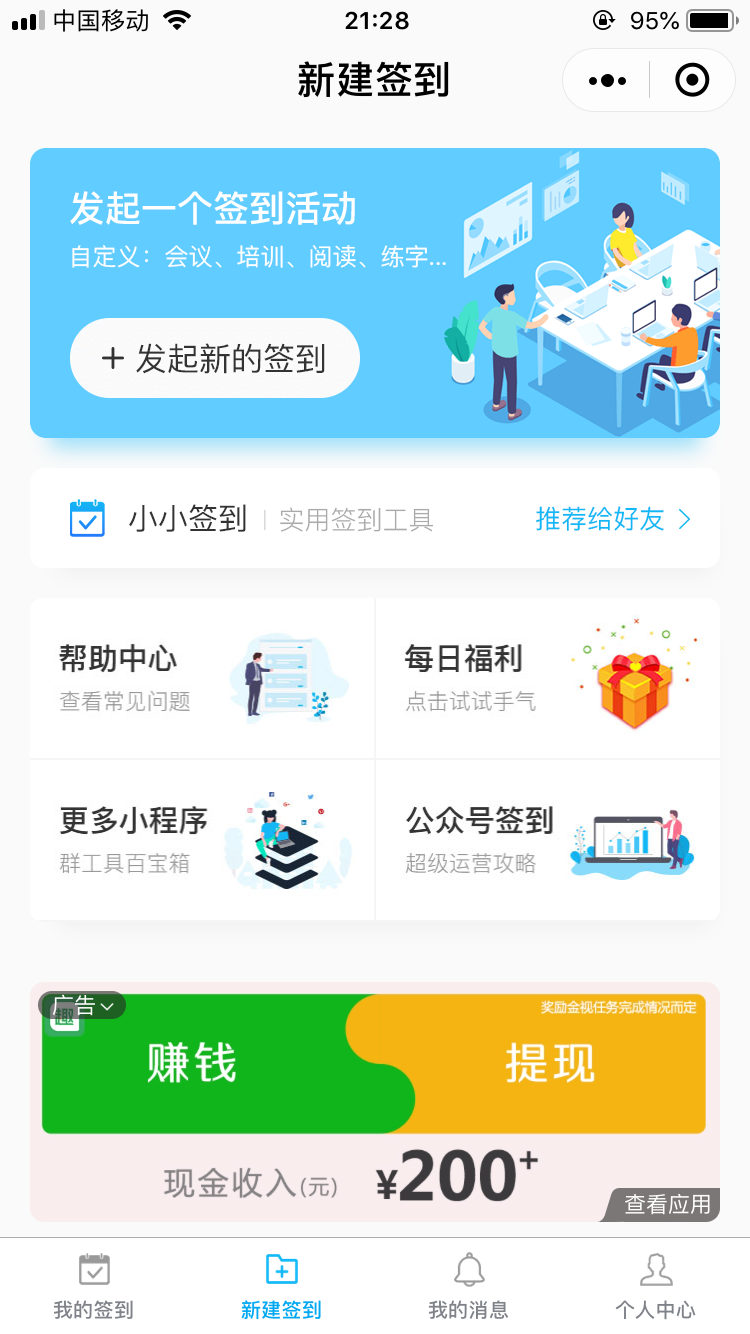 中国移动 21:28 95%
新建签到
发起一个签到活动
自定义：会议、培训、阅读、练字...
+ 发起新的签到
小小签到 | 实用签到工具 推荐给好友 >
帮助中心
查看常见问题
每日福利
点击试试手气
更多小程序
群工具百宝箱
公众号签到
超级运营攻略
广告
趣
奖励金视任务完成情况而定
赚钱 提现
现金收入(元) ¥200+
查看应用
我的签到 新建签到 我的消息 个人中心